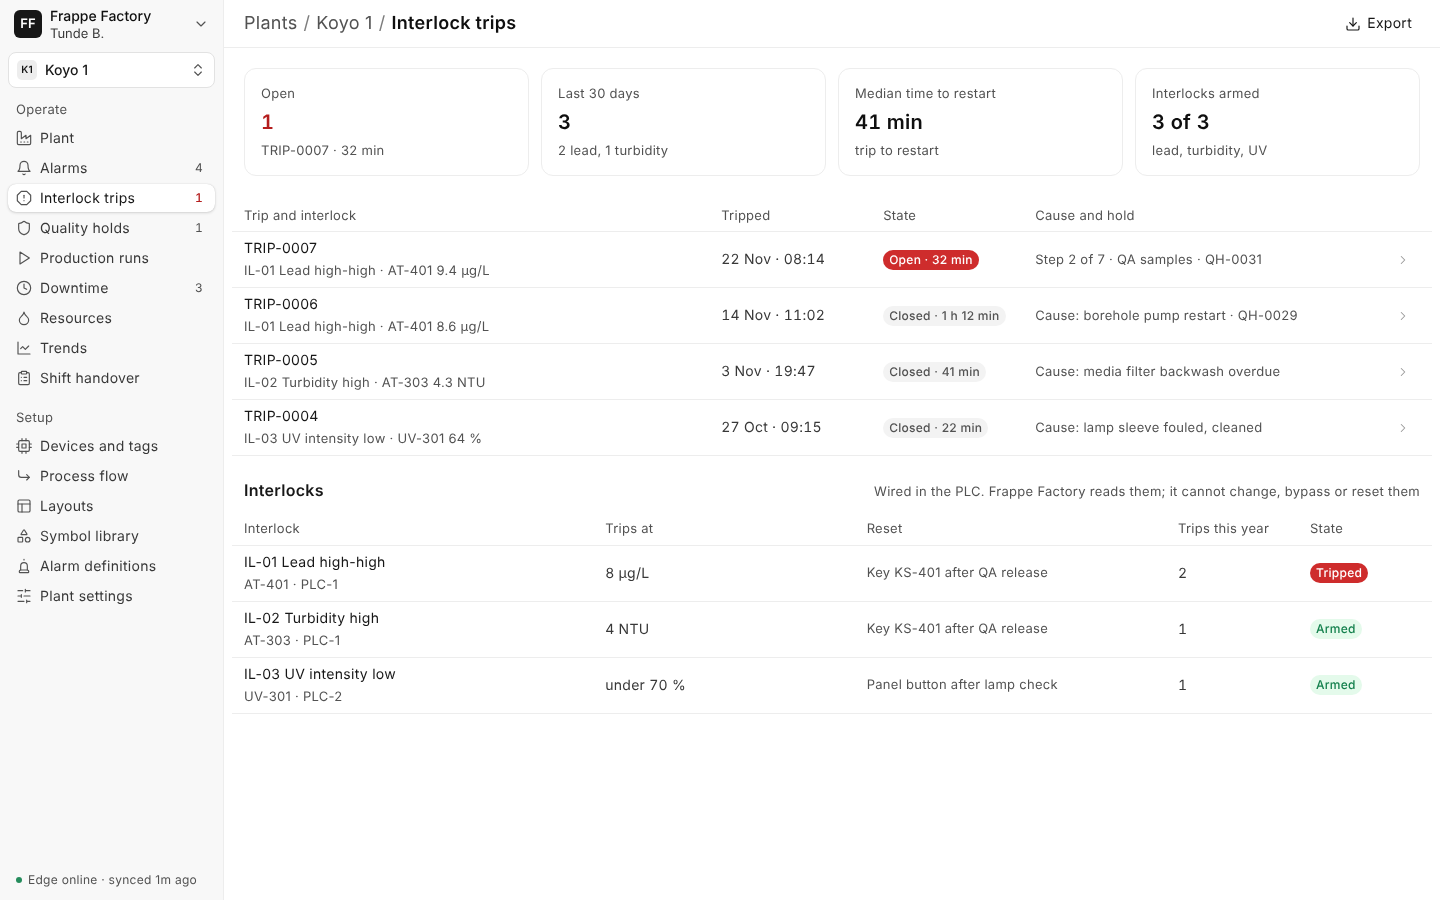 FF
Frappe Factory
Tunde B.
K1 Koyo 1
Operate
Plant
Alarms 4
Interlock trips 1
Quality holds 1
Production runs
Downtime 3
Resources
Trends
Shift handover
Setup
Devices and tags
Process flow
Layouts
Symbol library
Alarm definitions
Plant settings
Edge online · synced 1m ago
Plants / Koyo 1 / Interlock trips
Export
Open
1
TRIP-0007 · 32 min
Last 30 days
3
2 lead, 1 turbidity
Median time to restart
41 min
trip to restart
Interlocks armed
3 of 3
lead, turbidity, UV
Trip and interlock Tripped State Cause and hold
TRIP-0007
IL-01 Lead high-high · AT-401 9.4 µg/L
22 Nov · 08:14
Open · 32 min
Step 2 of 7 · QA samples · QH-0031
TRIP-0006
IL-01 Lead high-high · AT-401 8.6 µg/L
14 Nov · 11:02
Closed · 1 h 12 min
Cause: borehole pump restart · QH-0029
TRIP-0005
IL-02 Turbidity high · AT-303 4.3 NTU
3 Nov · 19:47
Closed · 41 min
Cause: media filter backwash overdue
TRIP-0004
IL-03 UV intensity low · UV-301 64 %
27 Oct · 09:15
Closed · 22 min
Cause: lamp sleeve fouled, cleaned
Interlocks
Wired in the PLC. Frappe Factory reads them; it cannot change, bypass or reset them
Interlock Trips at Reset Trips this year State
IL-01 Lead high-high
AT-401 · PLC-1
8 µg/L
Key KS-401 after QA release
2
Tripped
IL-02 Turbidity high
AT-303 · PLC-1
4 NTU
Key KS-401 after QA release
1
Armed
IL-03 UV intensity low
UV-301 · PLC-2
under 70 %
Panel button after lamp check
1
Armed